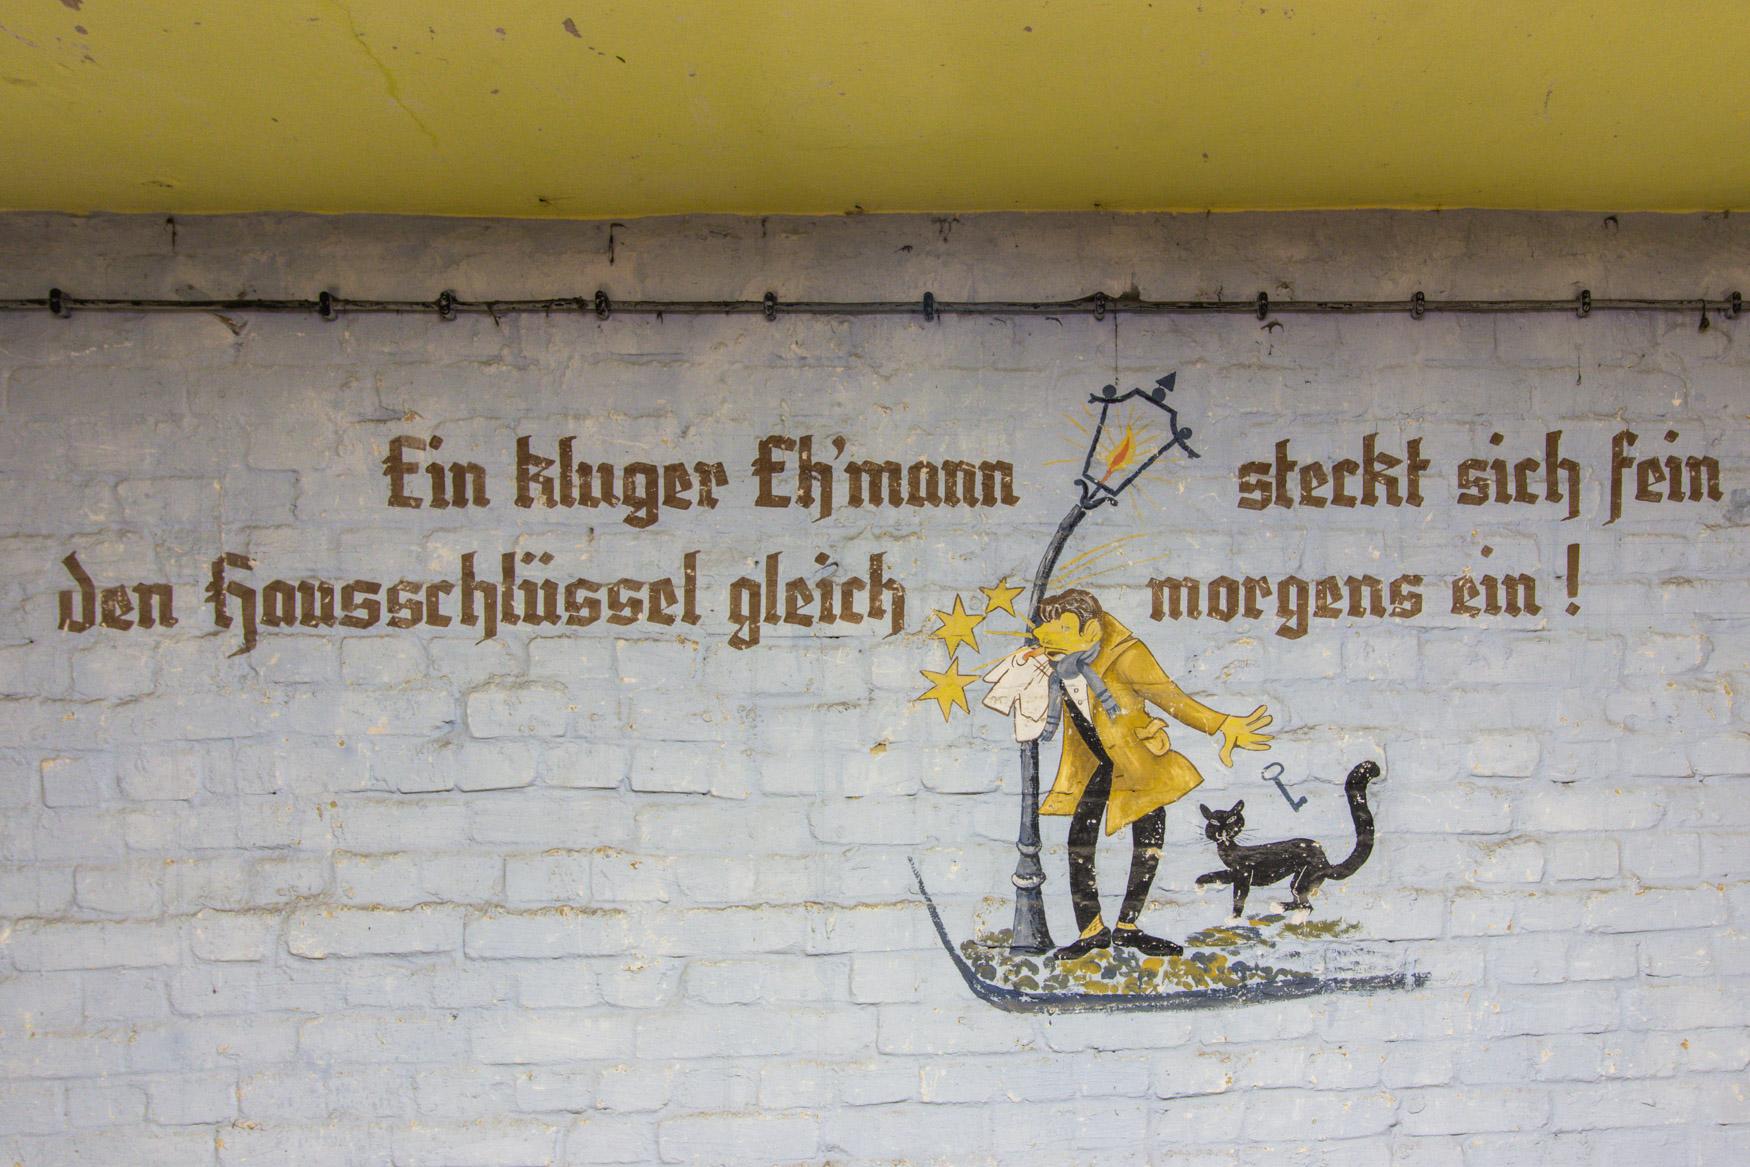 Ein kluger Eh'mann steckt sich fein
den Hausschlüssel gleich morgens ein!